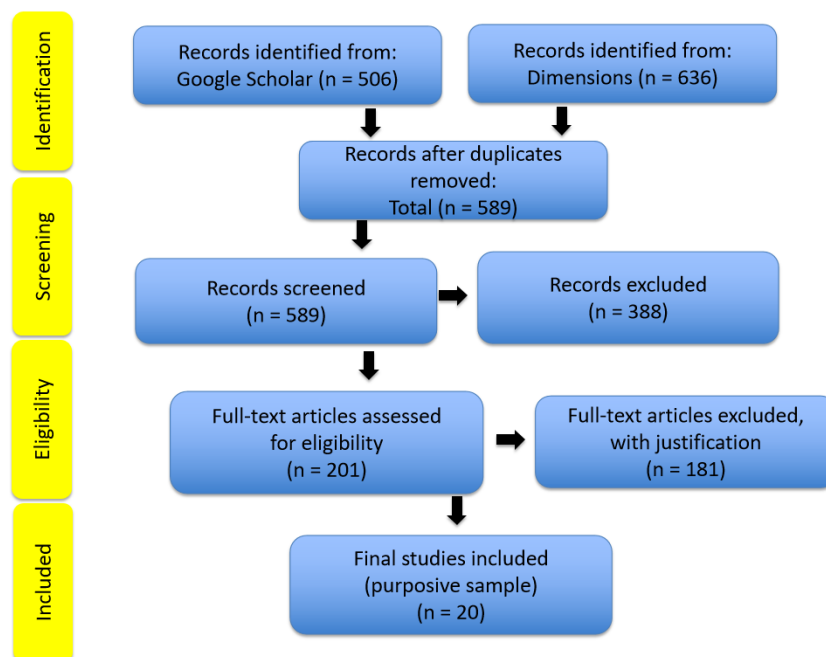 Identification
Records identified from:
Google Scholar (n = 506)
Records identified from:
Dimensions (n = 636)
Records after duplicates
removed:
Total (n = 589)
Screening
Records screened
(n = 589)
Records excluded
(n = 388)
Eligibility
Full-text articles assessed
for eligibility
(n = 201)
Full-text articles excluded,
with justification
(n = 181)
Included
Final studies included
(purposive sample)
(n = 20)